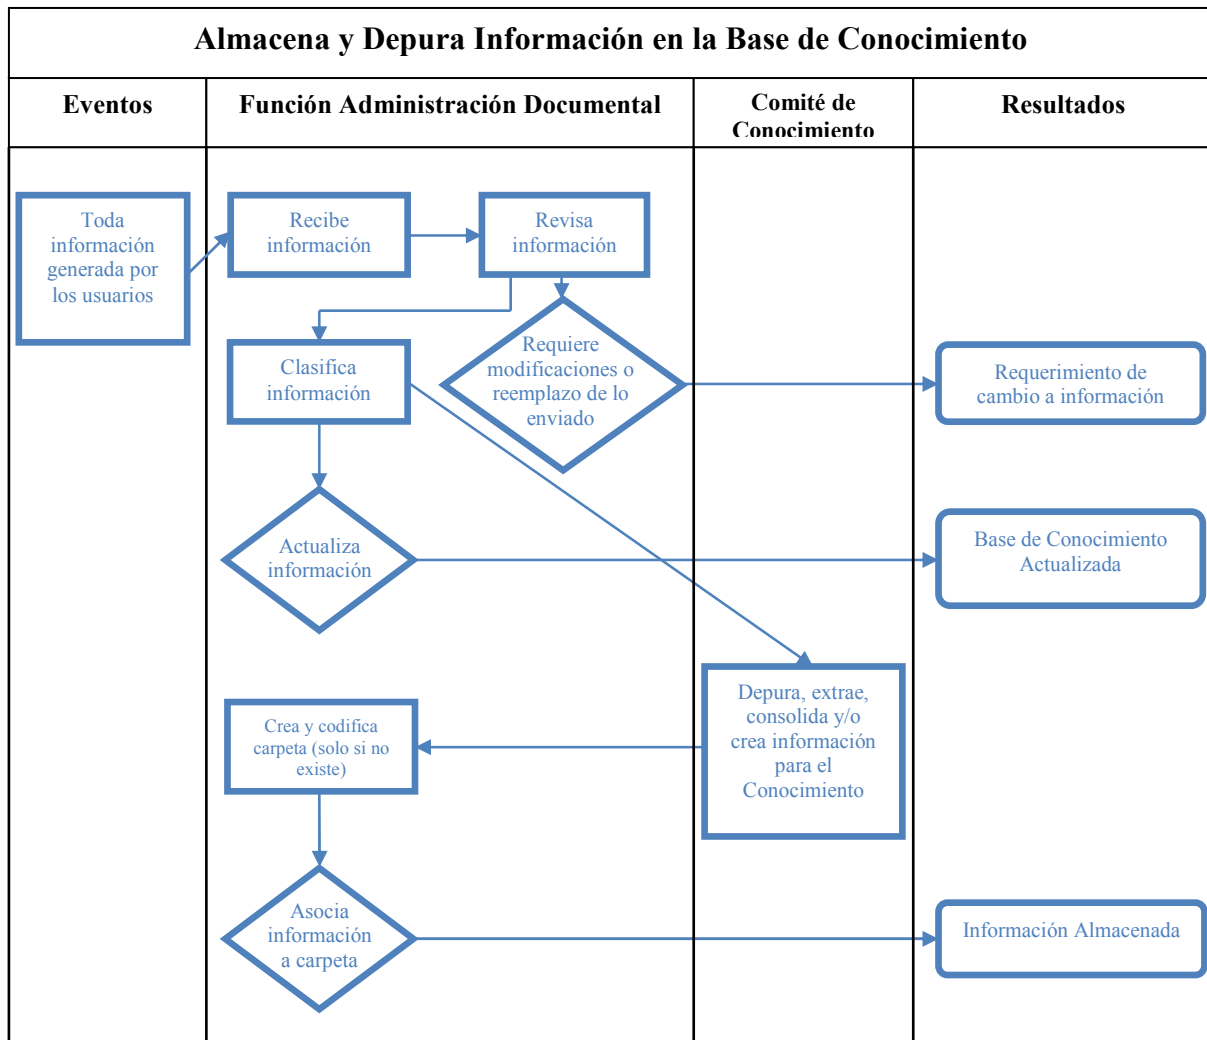 Almacena y Depura Información en la Base de Conocimiento
Eventos
Función Administración Documental
Comité de
Conocimiento
Resultados
Toda
información
generada por
los usuarios
Recibe
información
Revisa
información
Clasifica
información
Requiere
modificaciones o
reemplazo de lo
enviado
Requerimiento de
cambio a información
Actualiza
información
Base de Conocimiento
Actualizada
Depura, extrae,
consolida y/o
crea información
para el
Conocimiento
Crea y codifica
carpeta (solo si no
existe)
Asocia
información
a carpeta
Información Almacenada